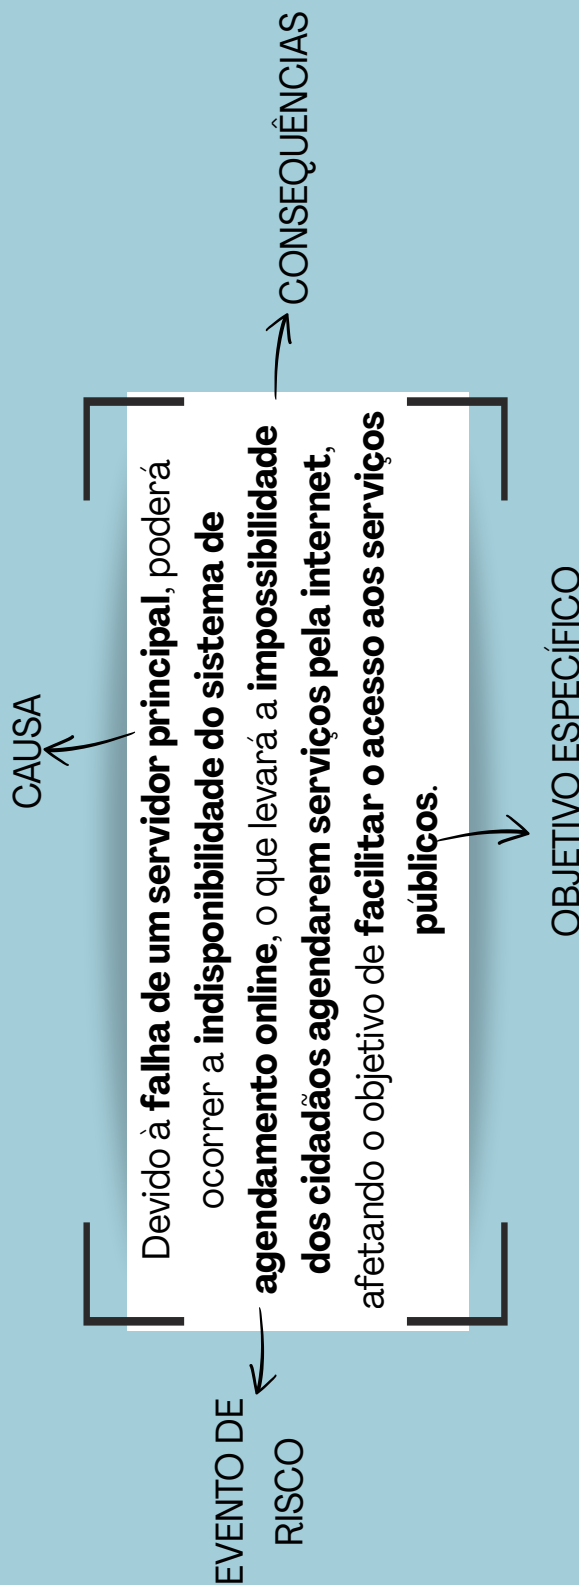 CAUSA
Devido à falha de um servidor principal, poderá
ocorrer a indisponibilidade do sistema de
agendamento online, o que levará a impossibilidade
dos cidadãos agendarem serviços pela internet,
afetando o objetivo de facilitar o acesso aos serviços
públicos.
EVENTO DE
RISCO
CONSEQUÊNCIAS
OBJETIVO ESPECÍFICO